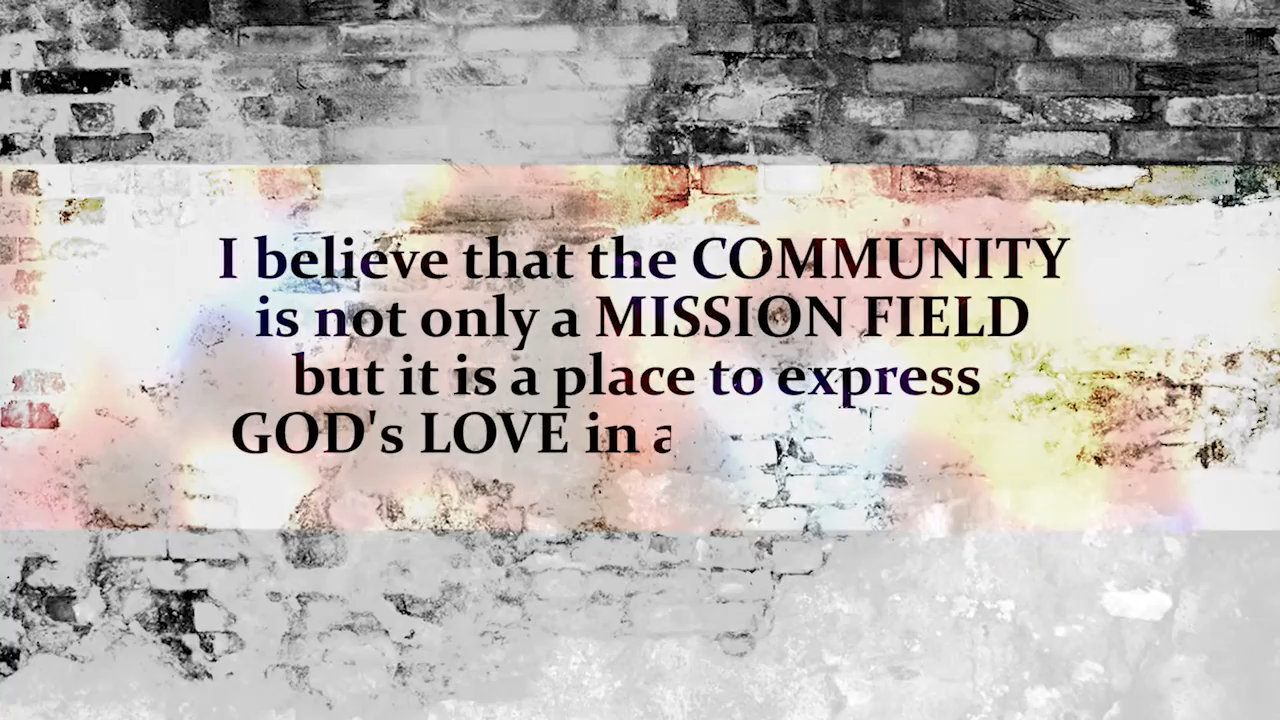 I believe that the COMMUNITY
is not only a MISSION FIELD
but it is a place to express
GOD's LOVE in a